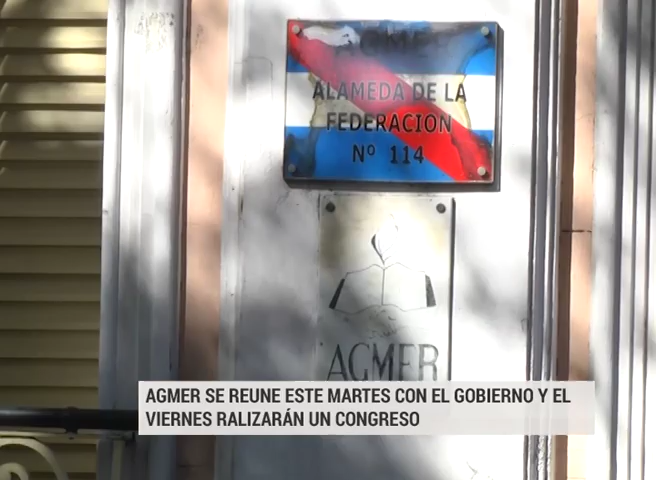 AGMER
ALAMEDA DE LA
FEDERACION
Nº 114
AGMER
AGMER SE REUNE ESTE MARTES CON EL GOBIERNO Y EL
VIERNES RALIZARÁN UN CONGRESO